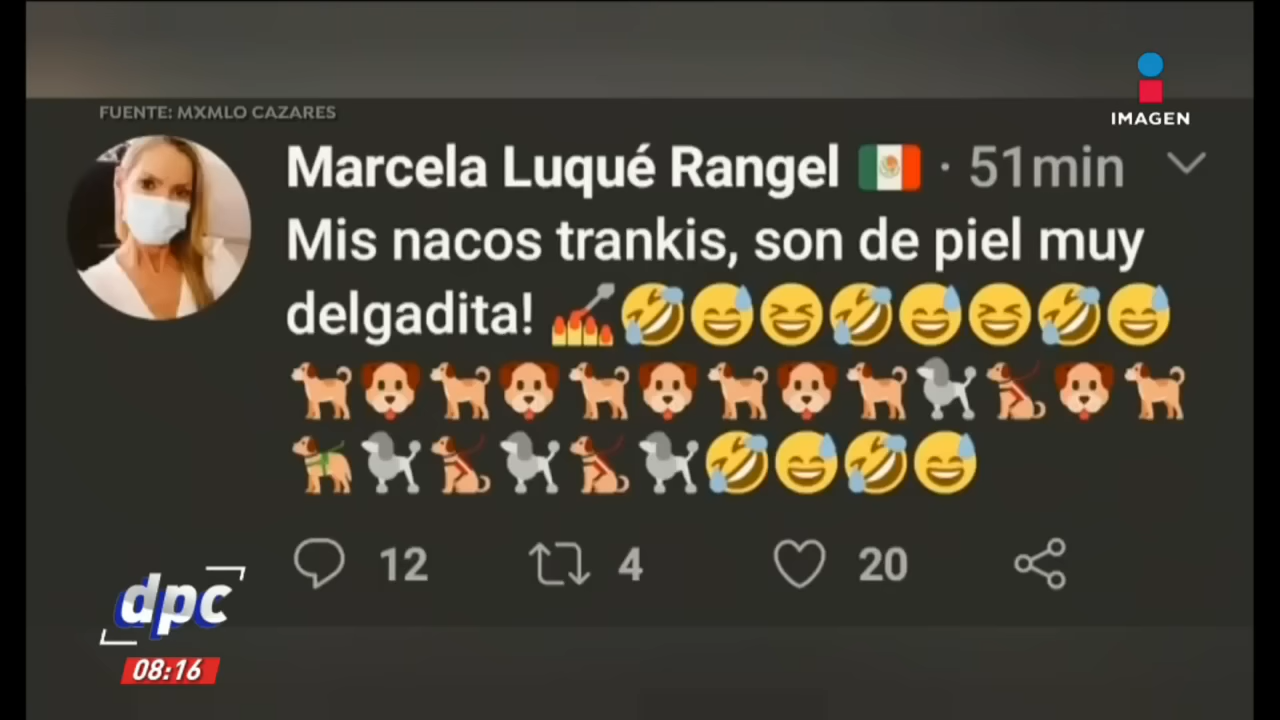 FUENTE: MXMLO CAZARES
IMAGEN
Marcela Luqué Rangel 🇲🇽 · 51min
Mis nacos trankis, son de piel muy
delgadita! 💅🤣😅😆🤣😅😆🤣😅
🐕🐶🐕🐶🐕🐶🐕🐶🐕🐩🦮🐶🐕
🐕‍🦺🐩🦮🐩🦮🐩🤣😅🤣😅
12 4 20
dpc
08:16